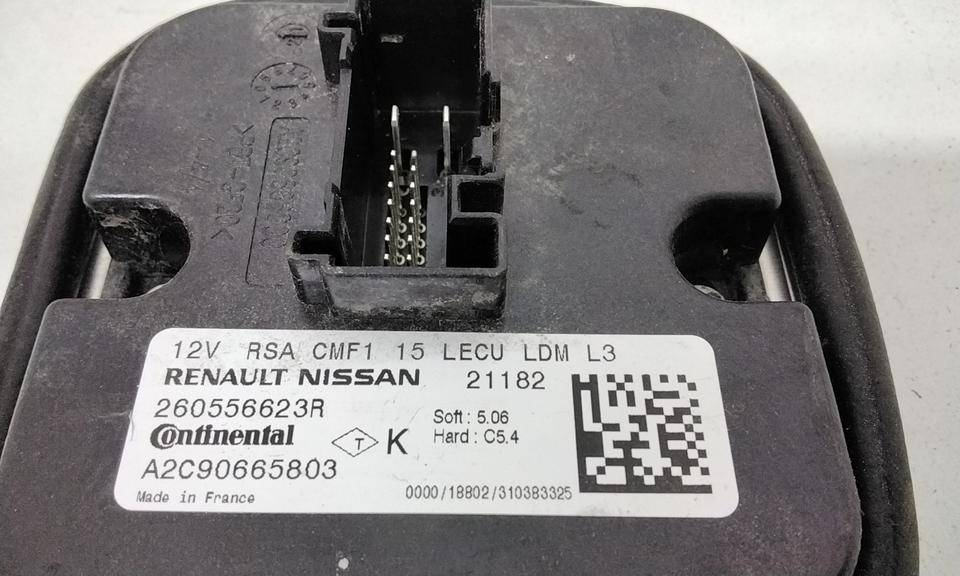 12V RSA CMF1 15 LECU LDM L3
RENAULT NISSAN 21182
260556623R
Soft : 5.06
Continental T K
Hard : C5.4
A2C90665803
Made in France
0000/18802/310383325